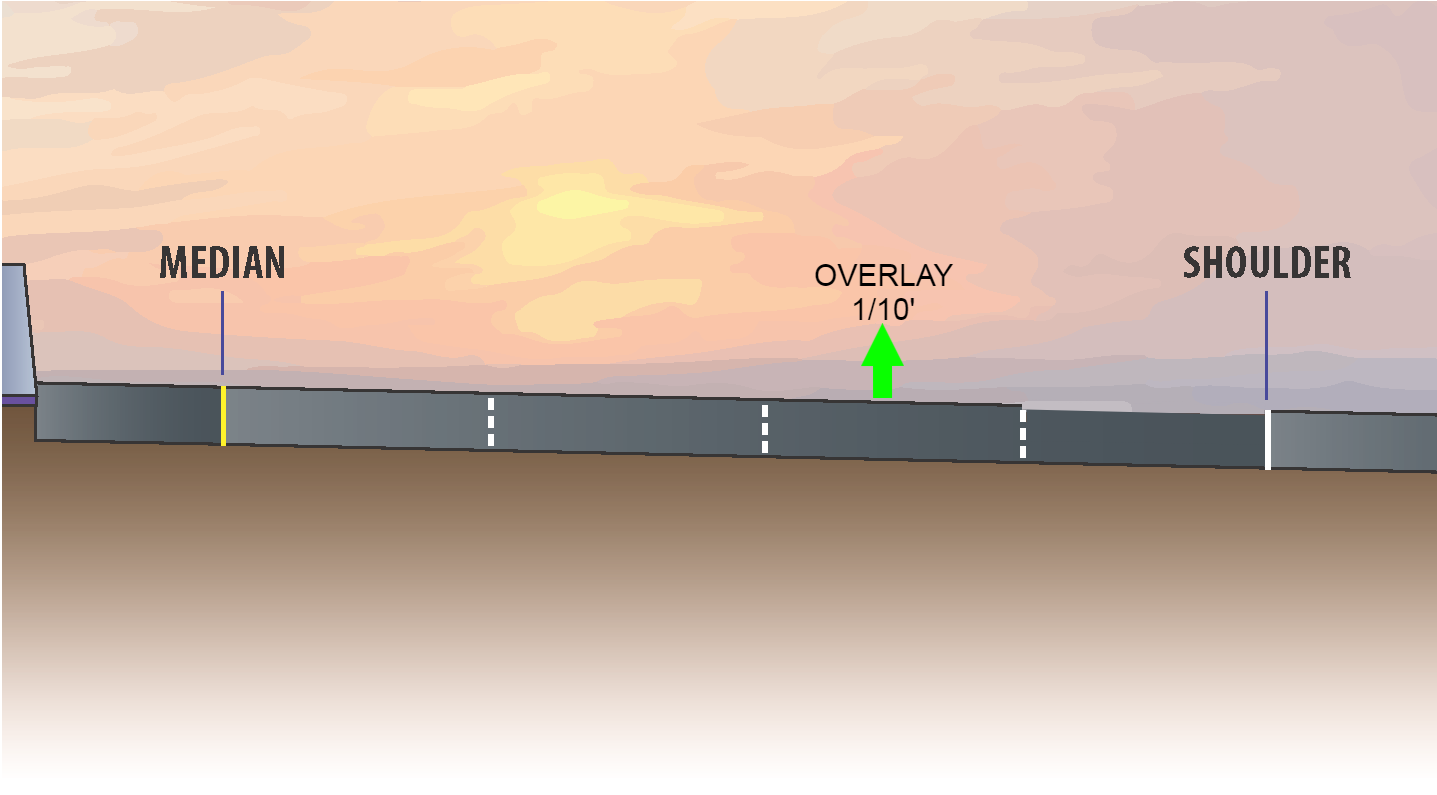 MEDIAN
OVERLAY
1/10'
SHOULDER